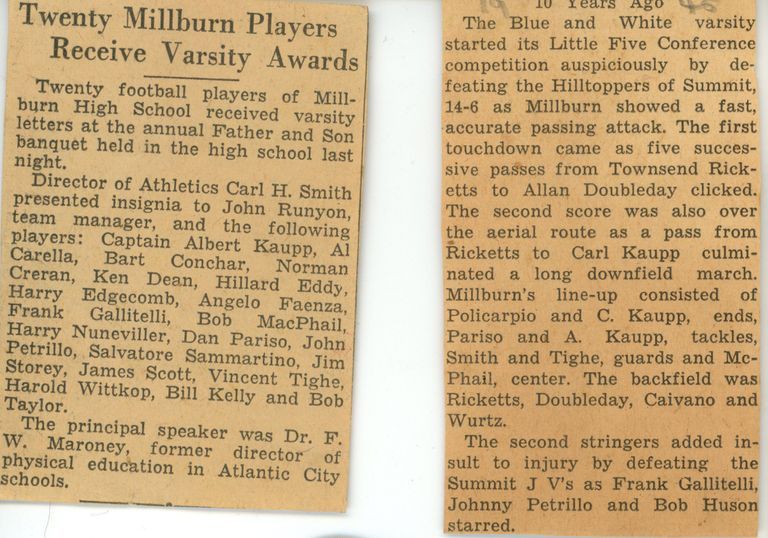 Twenty Millburn Players
Receive Varsity Awards
Twenty football players of Mill-
burn High School received varsity
letters at the annual Father and Son
banquet held in the high school last
night.
Director of Athletics Carl H. Smith
presented insignia to John Runyon,
team manager, and the following
players: Captain Albert Kaupp, Al
Carella, Bart Conchar, Norman
Creran, Ken Dean, Hillard Eddy,
Harry Edgecomb, Angelo Faenza,
Frank Gallitelli, Bob MacPhail,
Harry Nuneviller, Dan Pariso, John
Petrillo, Salvatore Sammartino, Jim
Storey, James Scott, Vincent Tighe,
Harold Wittkop, Bill Kelly and Bob
Taylor.
The principal speaker was Dr. F.
W. Maroney, former director of
physical education in Atlantic City
schools.
10 Years Ago
The Blue and White varsity
started its Little Five Conference
competition auspiciously by de-
feating the Hilltoppers of Summit,
14-6 as Millburn showed a fast,
accurate passing attack. The first
touchdown came as five succes-
sive passes from Townsend Rick-
etts to Allan Doubleday clicked.
The second score was also over
the aerial route as a pass from
Ricketts to Carl Kaupp culmi-
nated a long downfield march.
Millburn's line-up consisted of
Policarpio and C. Kaupp, ends,
Pariso and A. Kaupp, tackles,
Smith and Tighe, guards and Mc-
Phail, center. The backfield was
Ricketts, Doubleday, Caivano and
Wurtz.
The second stringers added in-
sult to injury by defeating the
Summit J V's as Frank Gallitelli,
Johnny Petrillo and Bob Huson
starred.